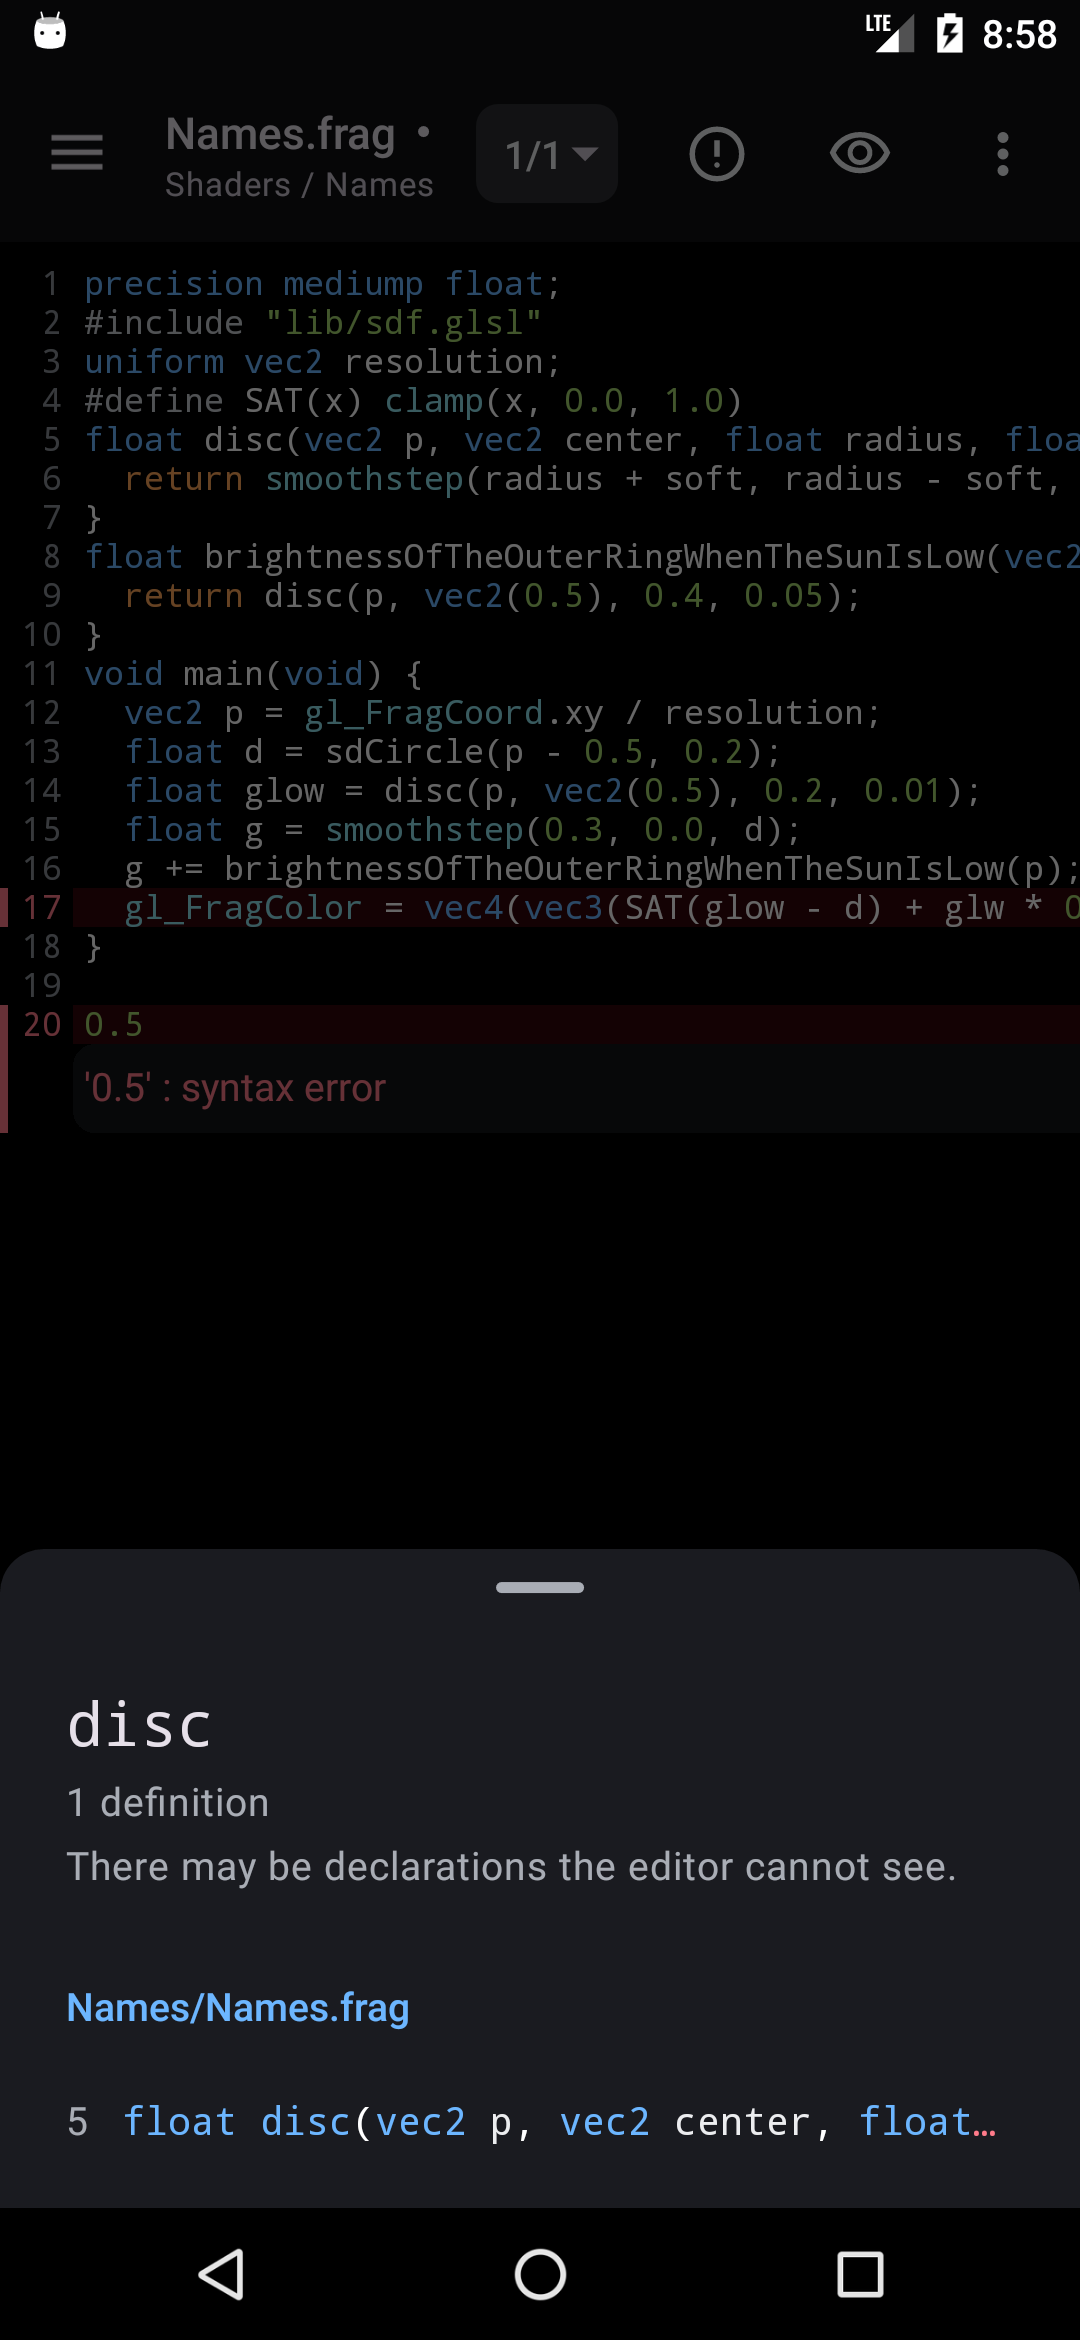 LTE 8:58
Names.frag •
Shaders / Names
1/1
1 precision mediump float;
2 #include "lib/sdf.glsl"
3 uniform vec2 resolution;
4 #define SAT(x) clamp(x, 0.0, 1.0)
5 float disc(vec2 p, vec2 center, float radius, floa
6 return smoothstep(radius + soft, radius - soft,
7 }
8 float brightnessOfTheOuterRingWhenTheSunIsLow(vec2
9 return disc(p, vec2(0.5), 0.4, 0.05);
10 }
11 void main(void) {
12 vec2 p = gl_FragCoord.xy / resolution;
13 float d = sdCircle(p - 0.5, 0.2);
14 float glow = disc(p, vec2(0.5), 0.2, 0.01);
15 float g = smoothstep(0.3, 0.0, d);
16 g += brightnessOfTheOuterRingWhenTheSunIsLow(p);
17 gl_FragColor = vec4(vec3(SAT(glow - d) + glw * 0
18 }
19
20 0.5
'0.5' : syntax error
disc
1 definition
There may be declarations the editor cannot see.
Names/Names.frag
5 float disc(vec2 p, vec2 center, float…